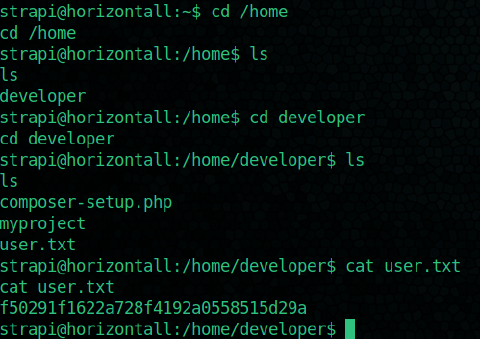 strapi@horizontall:~$ cd /home
cd /home
strapi@horizontall:/home$ ls
ls
developer
strapi@horizontall:/home$ cd developer
cd developer
strapi@horizontall:/home/developer$ ls
ls
composer-setup.php
myproject
user.txt
strapi@horizontall:/home/developer$ cat user.txt
cat user.txt
f50291f1622a728f4192a0558515d29a
strapi@horizontall:/home/developer$